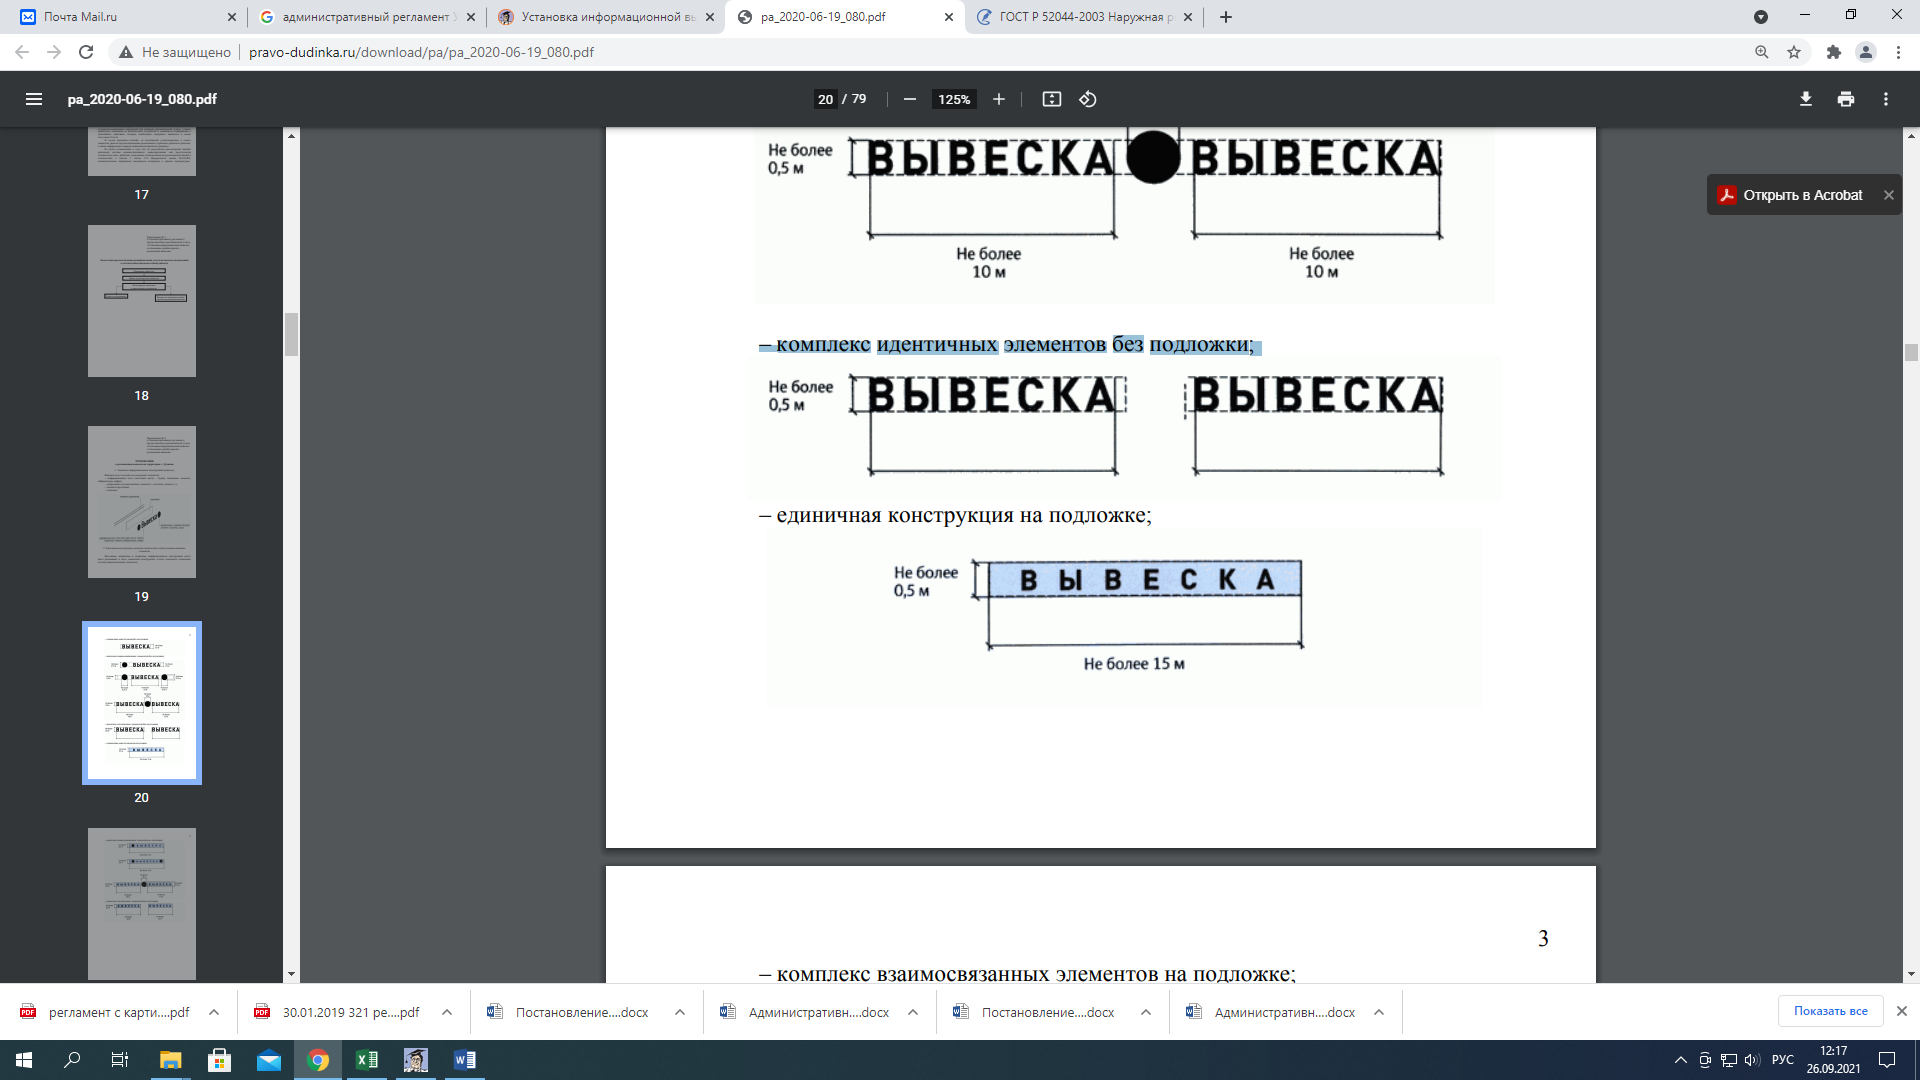 Почта Mail.ru
административный регламент У
Установка информационной вы
pa_2020-06-19_080.pdf
ГОСТ Р 52044-2003 Наружная р
Не защищено
pravo-dudinka.ru/download/pa/pa_2020-06-19_080.pdf
pa_2020-06-19_080.pdf
20 / 79
125%
Открыть в Acrobat
17
18
19
20
Не более
0,5 м
ВЫВЕСКА ВЫВЕСКА
Не более
10 м
Не более
10 м
– комплекс идентичных элементов без подложки;
Не более
0,5 м
ВЫВЕСКА ВЫВЕСКА
– единичная конструкция на подложке;
Не более
0,5 м
ВЫВЕСКА
Не более 15 м
3
– комплекс взаимосвязанных элементов на подложке;
регламент с карти....pdf
30.01.2019 321 ре....pdf
Постановление....docx
Административн....docx
Постановление....docx
Административн....docx
Показать все
РУС
12:17
26.09.2021